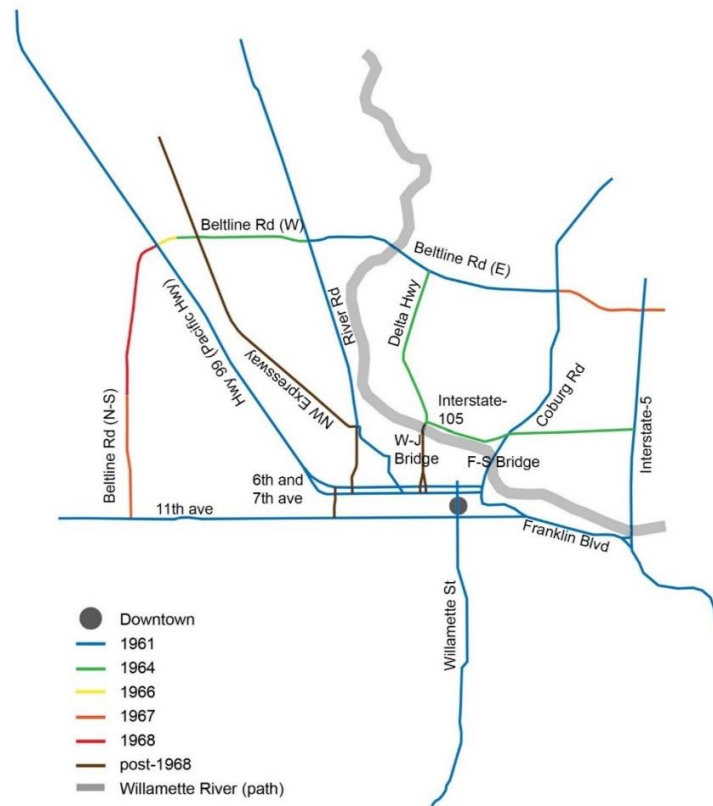 Beltline Rd (W)
Beltline Rd (E)
River Rd
Delta Hwy
Hwy 99 (Pacific Hwy)
NW Expressway
Coburg Rd
Interstate-
105
Interstate-5
Beltline Rd (N-S)
W-J
Bridge
F-S Bridge
6th and
7th ave
11th ave
Franklin Blvd
Willamette St
Downtown
1961
1964
1966
1967
1968
post-1968
Willamette River (path)